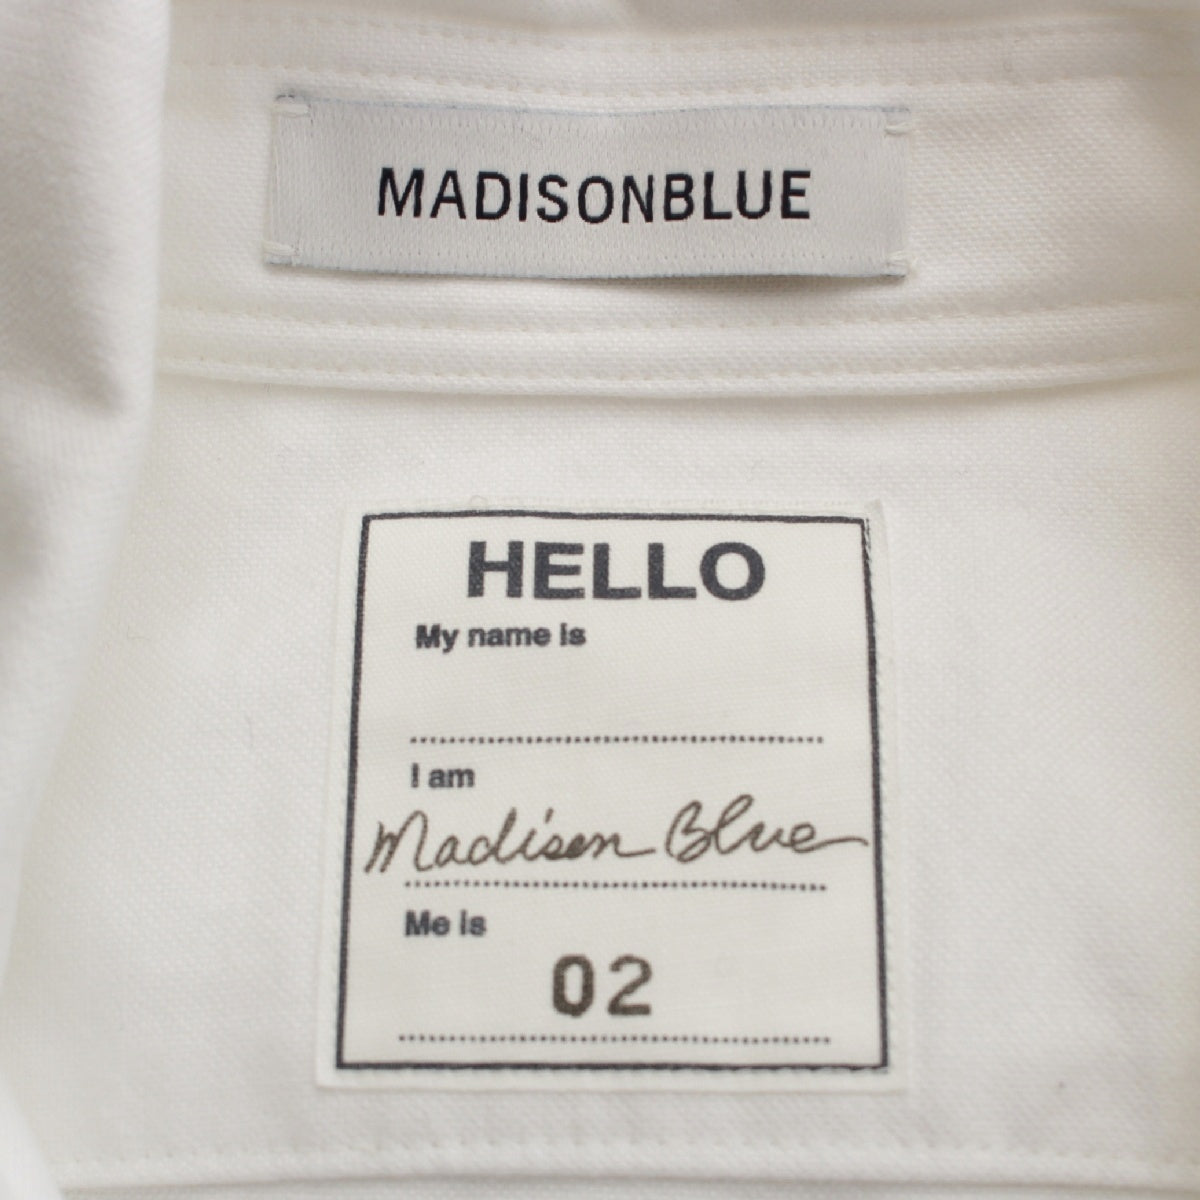 MADISONBLUE
HELLO
My name is
I am
Madison Blue
Me is
02